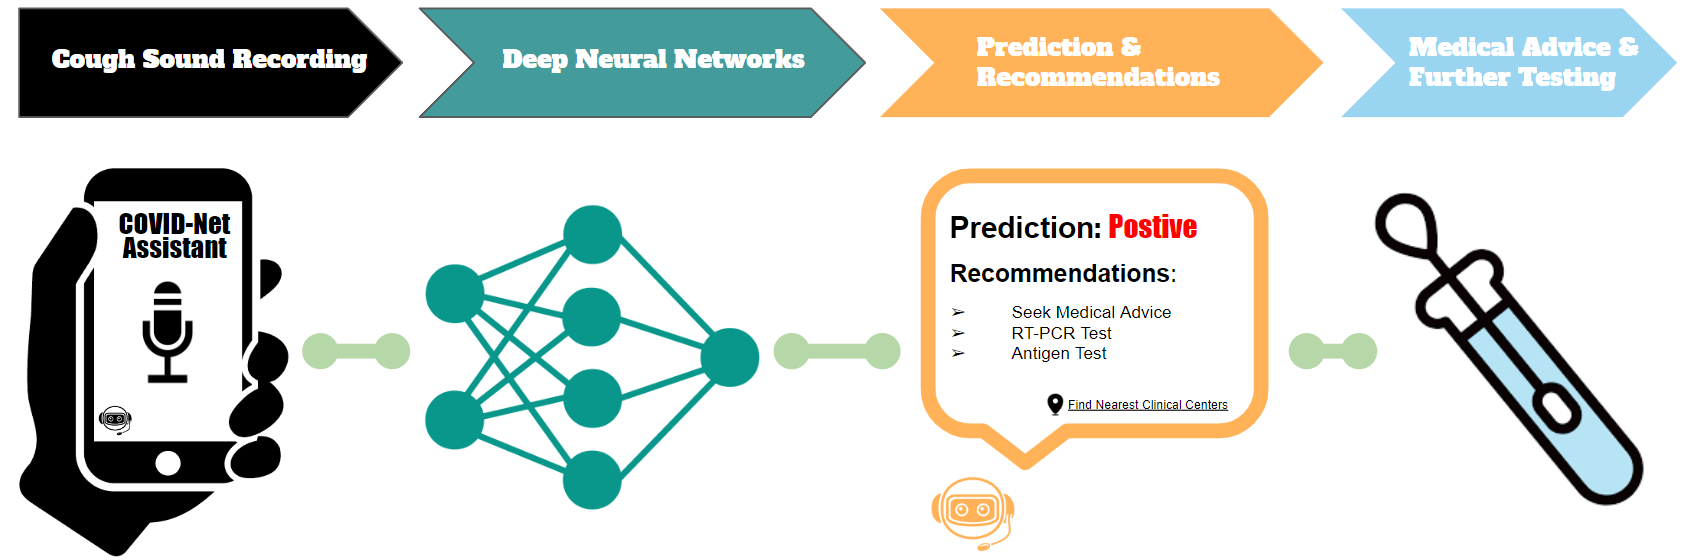 Cough Sound Recording
Deep Neural Networks
Prediction &
Recommendations
Medical Advice &
Further Testing
COVID-Net
Assistant
Prediction: Postive
Recommendations:
➢ Seek Medical Advice
➢ RT-PCR Test
➢ Antigen Test
Find Nearest Clinical Centers